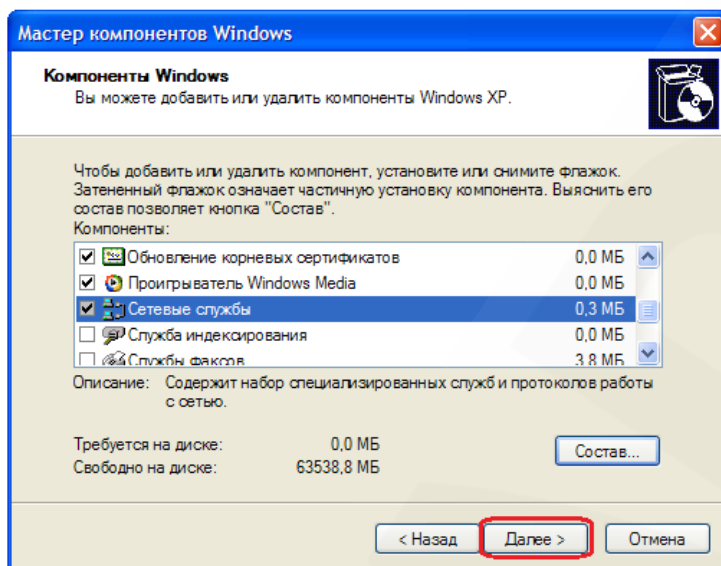 Мастер компонентов Windows
Компоненты Windows
Вы можете добавить или удалить компоненты Windows XP.
Чтобы добавить или удалить компонент, установите или снимите флажок.
Затененный флажок означает частичную установку компонента. Выяснить его
состав позволяет кнопка "Состав".
Компоненты:
Обновление корневых сертификатов 0,0 МБ
Проигрыватель Windows Media 0,0 МБ
Сетевые службы 0,3 МБ
Служба индексирования 0,0 МБ
Службы факсов 3,8 МБ
Описание: Содержит набор специализированных служб и протоколов работы
с сетью.
Требуется на диске: 0,0 МБ
Свободно на диске: 63538,8 МБ
Состав...
< Назад Далее > Отмена